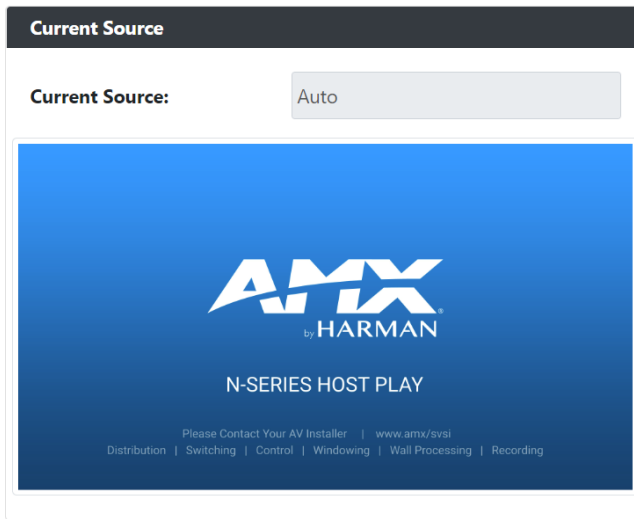 Current Source
Current Source: Auto
AMX®
by HARMAN
N-SERIES HOST PLAY
Please Contact Your AV Installer | www.amx/svsi
Distribution | Switching | Control | Windowing | Wall Processing | Recording